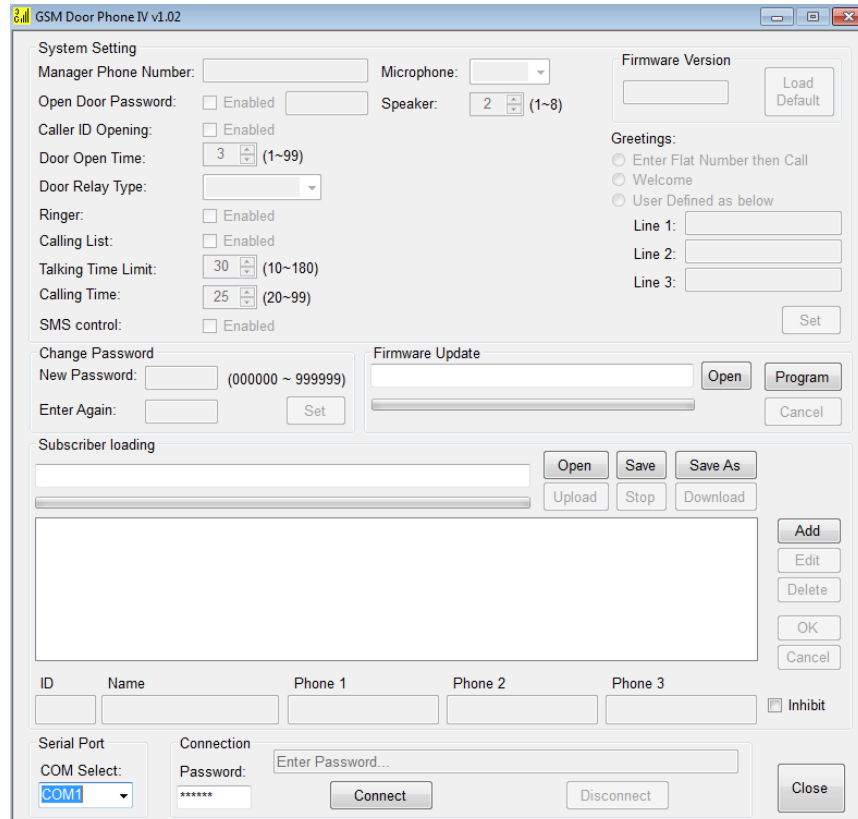 GSM Door Phone IV v1.02
System Setting
Manager Phone Number:
Microphone:
Firmware Version
Load Default
Open Door Password: Enabled
Speaker: 2 (1~8)
Caller ID Opening: Enabled
Door Open Time: 3 (1~99)
Door Relay Type:
Ringer: Enabled
Calling List: Enabled
Talking Time Limit: 30 (10~180)
Calling Time: 25 (20~99)
SMS control: Enabled
Greetings:
Enter Flat Number then Call
Welcome
User Defined as below
Line 1:
Line 2:
Line 3:
Set
Change Password
New Password: (000000 ~ 999999)
Enter Again: Set
Firmware Update
Open Program
Cancel
Subscriber loading
Open Save Save As
Upload Stop Download
Add
Edit
Delete
OK
Cancel
ID Name Phone 1 Phone 2 Phone 3
Inhibit
Serial Port
COM Select:
COM1
Connection
Password: Enter Password...
****** Connect Disconnect
Close